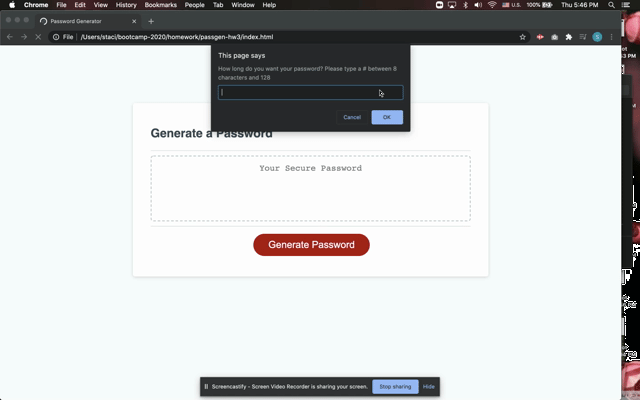 Chrome File Edit View History Bookmarks People Tab Window Help U.S. 100% Thu 5:46 PM
Password Generator
File /Users/staci/bootcamp-2020/homework/passgen-hw3/index.html S
This page says
How long do you want your password? Please type a # between 8
characters and 128
Cancel OK
Generate a Password
Your Secure Password
Generate Password
Screencastify - Screen Video Recorder is sharing your screen. Stop sharing Hide